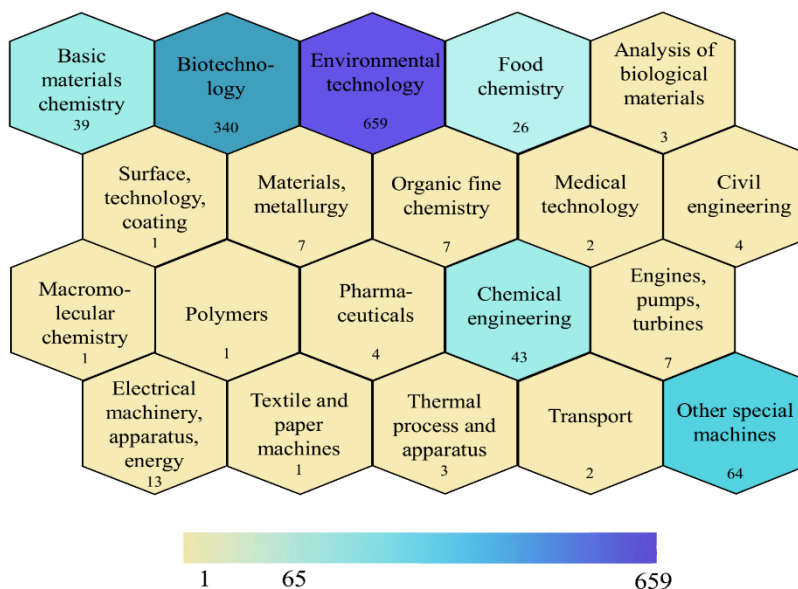 Basic
materials
chemistry
39
Biotechno-
logy
340
Environmental
technology
659
Food
chemistry
26
Analysis of
biological
materials
3
Surface,
technology,
coating
1
Materials,
metallurgy
7
Organic fine
chemistry
7
Medical
technology
2
Civil
engineering
4
Macromo-
lecular
chemistry
1
Polymers
1
Pharma-
ceuticals
4
Chemical
engineering
43
Engines,
pumps,
turbines
7
Electrical
machinery,
apparatus,
energy
13
Textile and
paper
machines
1
Thermal
process and
apparatus
3
Transport
2
Other special
machines
64
1 65 659